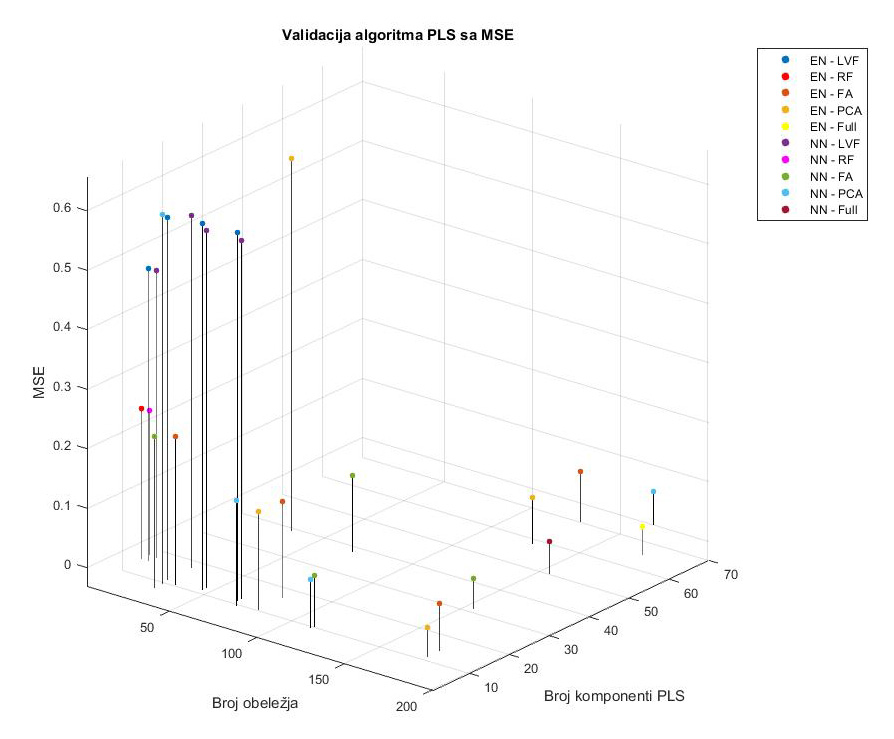 Validacija algoritma PLS sa MSE
EN - LVF
EN - RF
EN - FA
EN - PCA
EN - Full
NN - LVF
NN - RF
NN - FA
NN - PCA
NN - Full
MSE
0.6
0.5
0.4
0.3
0.2
0.1
0
50
100
150
200
Broj obeležja
10
20
30
40
50
60
70
Broj komponenti PLS